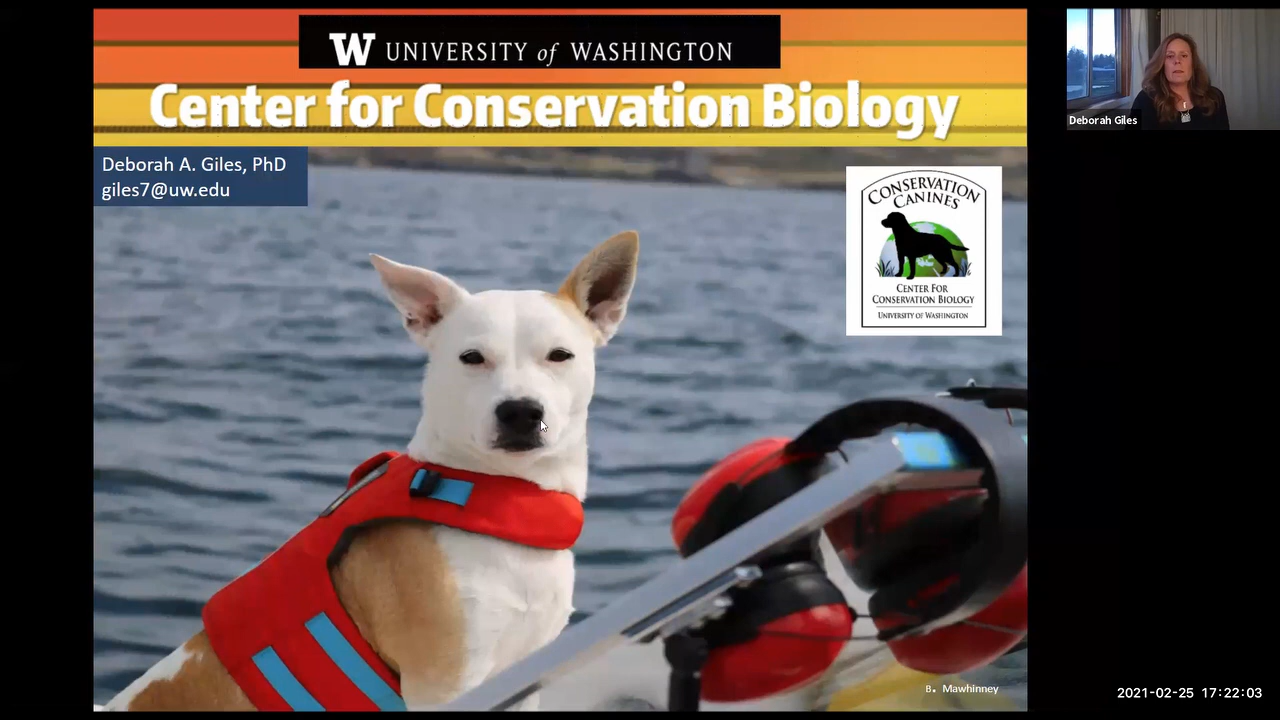 W UNIVERSITY of WASHINGTON
Center for Conservation Biology
Deborah A. Giles, PhD
giles7@uw.edu
CONSERVATION
CANINES
CENTER FOR
CONSERVATION BIOLOGY
UNIVERSITY OF WASHINGTON
B. Mawhinney
Deborah Giles
2021-02-25 17:22:03